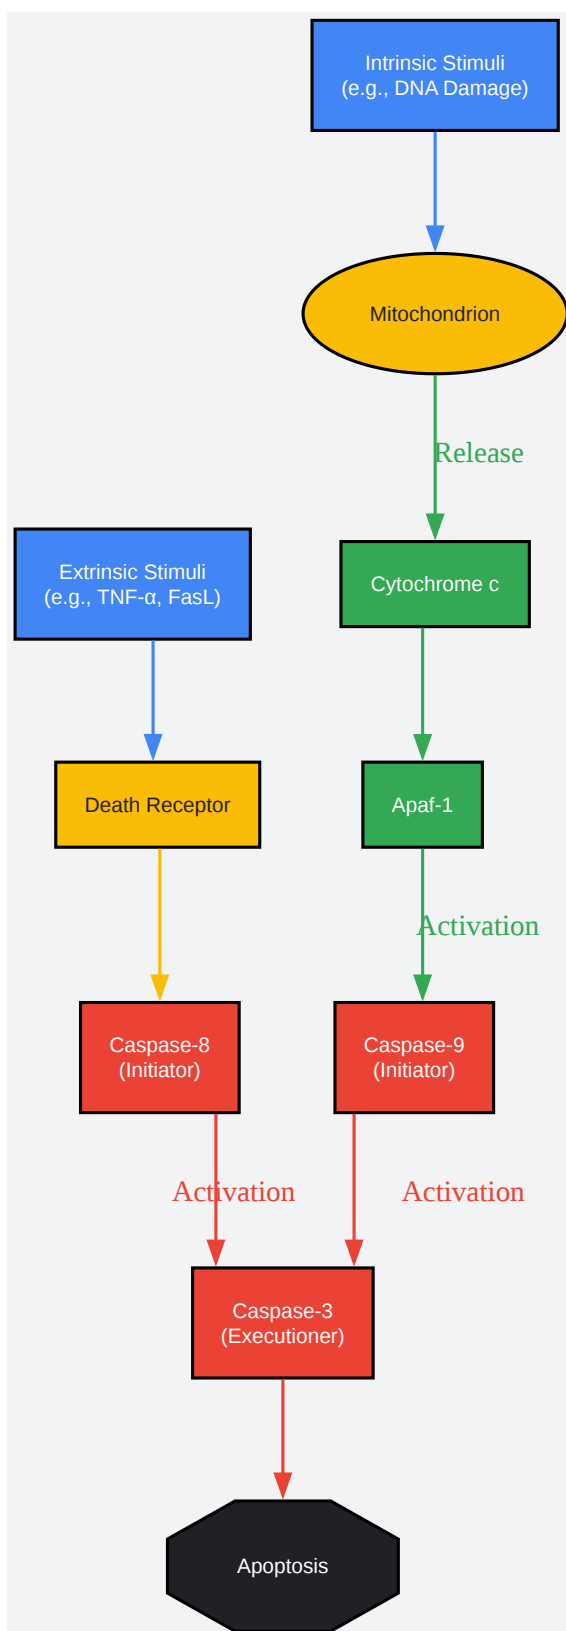 Intrinsic Stimuli
(e.g., DNA Damage)
Mitochondrion
Release
Extrinsic Stimuli
(e.g., TNF-α, FasL)
Cytochrome c
Death Receptor
Apaf-1
Activation
Caspase-8
(Initiator)
Caspase-9
(Initiator)
Activation
Activation
Caspase-3
(Executioner)
Apoptosis